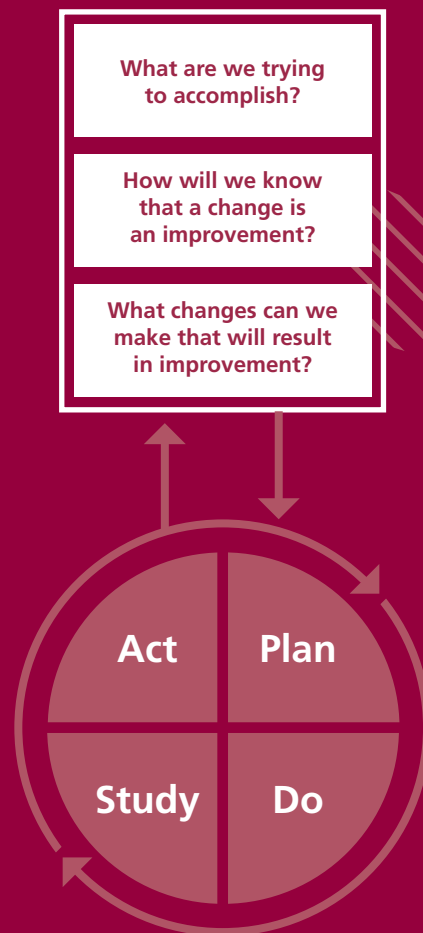 What are we trying
to accomplish?
How will we know
that a change is
an improvement?
What changes can we
make that will result
in improvement?
Act
Plan
Study
Do